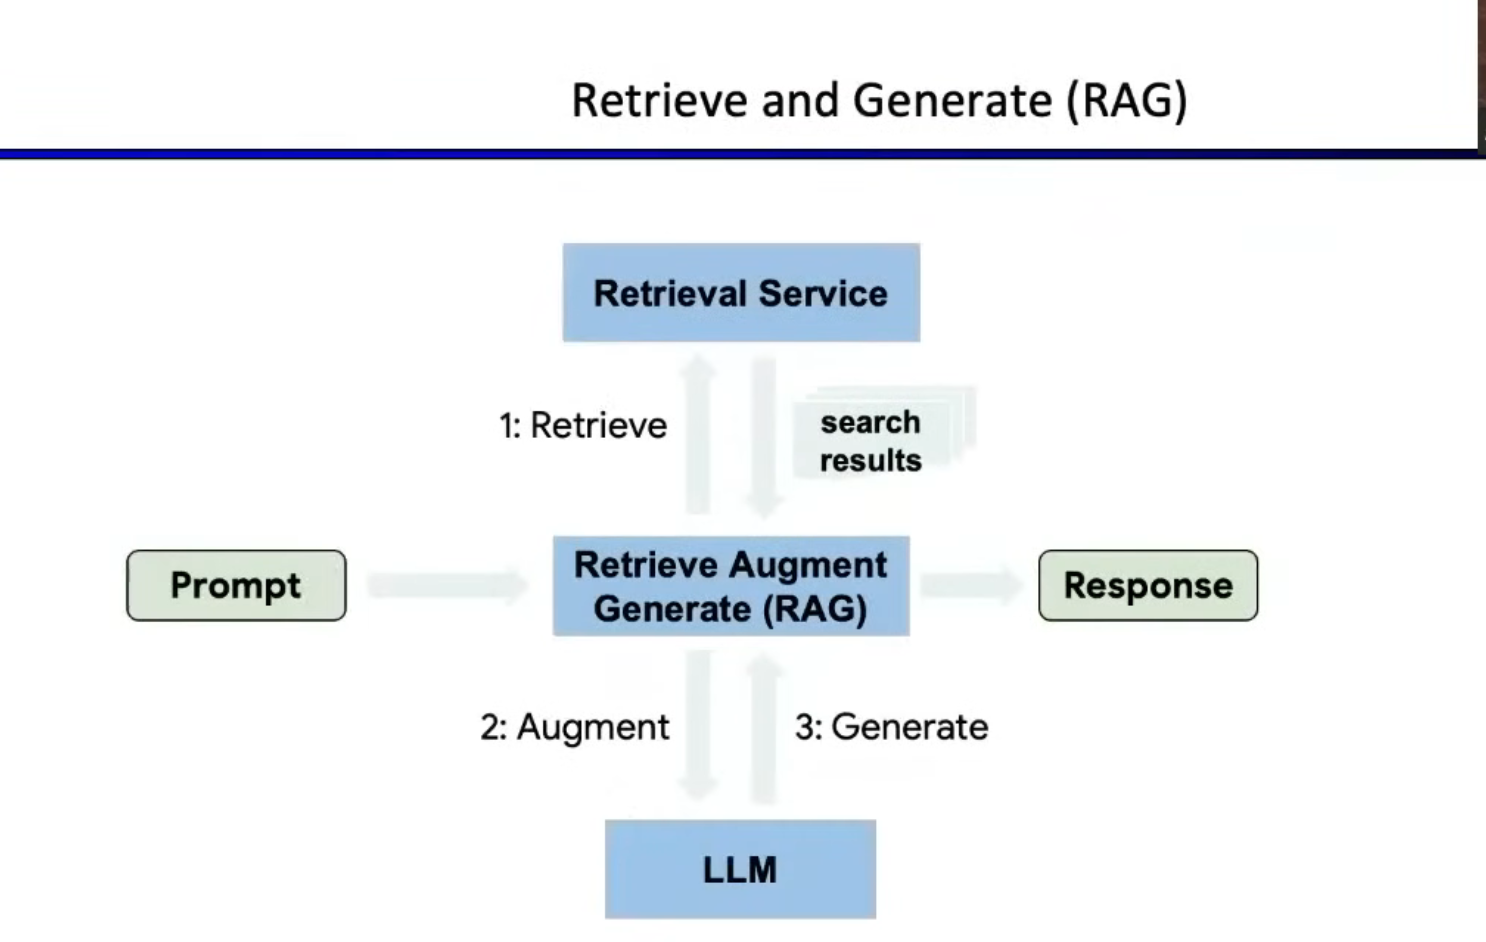 Retrieve and Generate (RAG)
Retrieval Service
1: Retrieve
search
results
Prompt
Retrieve Augment
Generate (RAG)
Response
2: Augment
3: Generate
LLM